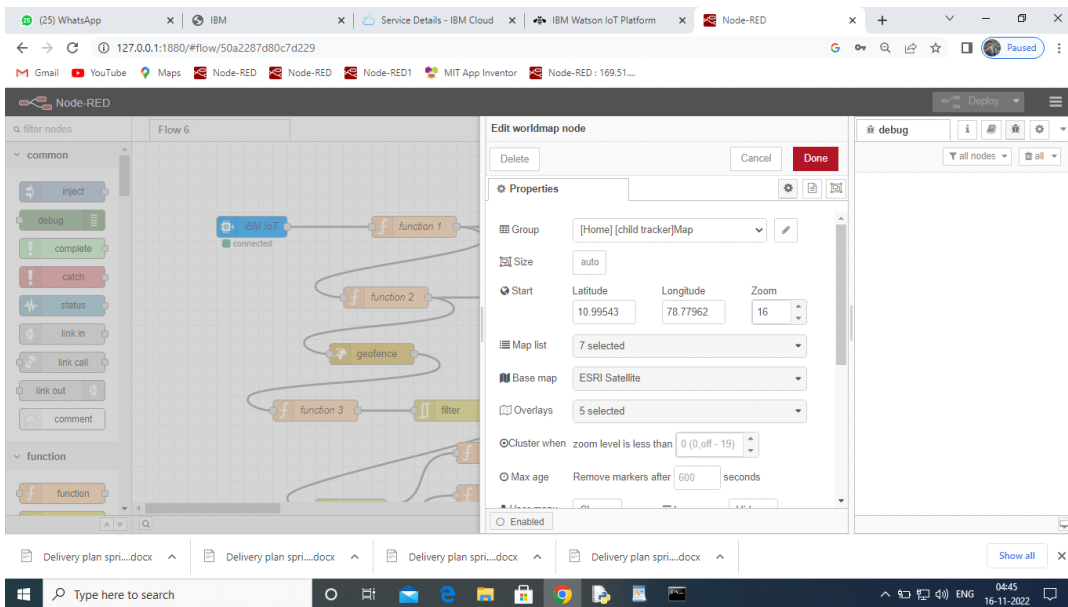 25 (25) WhatsApp × IBM × Service Details - IBM Cloud × IBM Watson IoT Platform × Node-RED × +
127.0.0.1:1880/#flow/50a2287d80c7d229 Paused
Gmail YouTube Maps Node-RED Node-RED Node-RED1 MIT App Inventor Node-RED : 169.51....
Node-RED Deploy
filter nodes
common
inject
debug
complete
catch
status
link in
link call
link out
comment
function
function
Flow 6
IBM IoT
connected
function 1
function 2
geofence
function 3
filter
Edit worldmap node
Delete Cancel Done
Properties
Group [Home] [child tracker]Map
Size auto
Start Latitude Longitude Zoom
10.99543 78.77962 16
Map list 7 selected
Base map ESRI Satellite
Overlays 5 selected
Cluster when zoom level is less than 0 (0,off - 19)
Max age Remove markers after 600 seconds
Enabled
debug
all nodes all
Delivery plan spri....docx Delivery plan spri....docx Delivery plan spri....docx Delivery plan spri....docx Show all
Type here to search ENG 04:45
16-11-2022